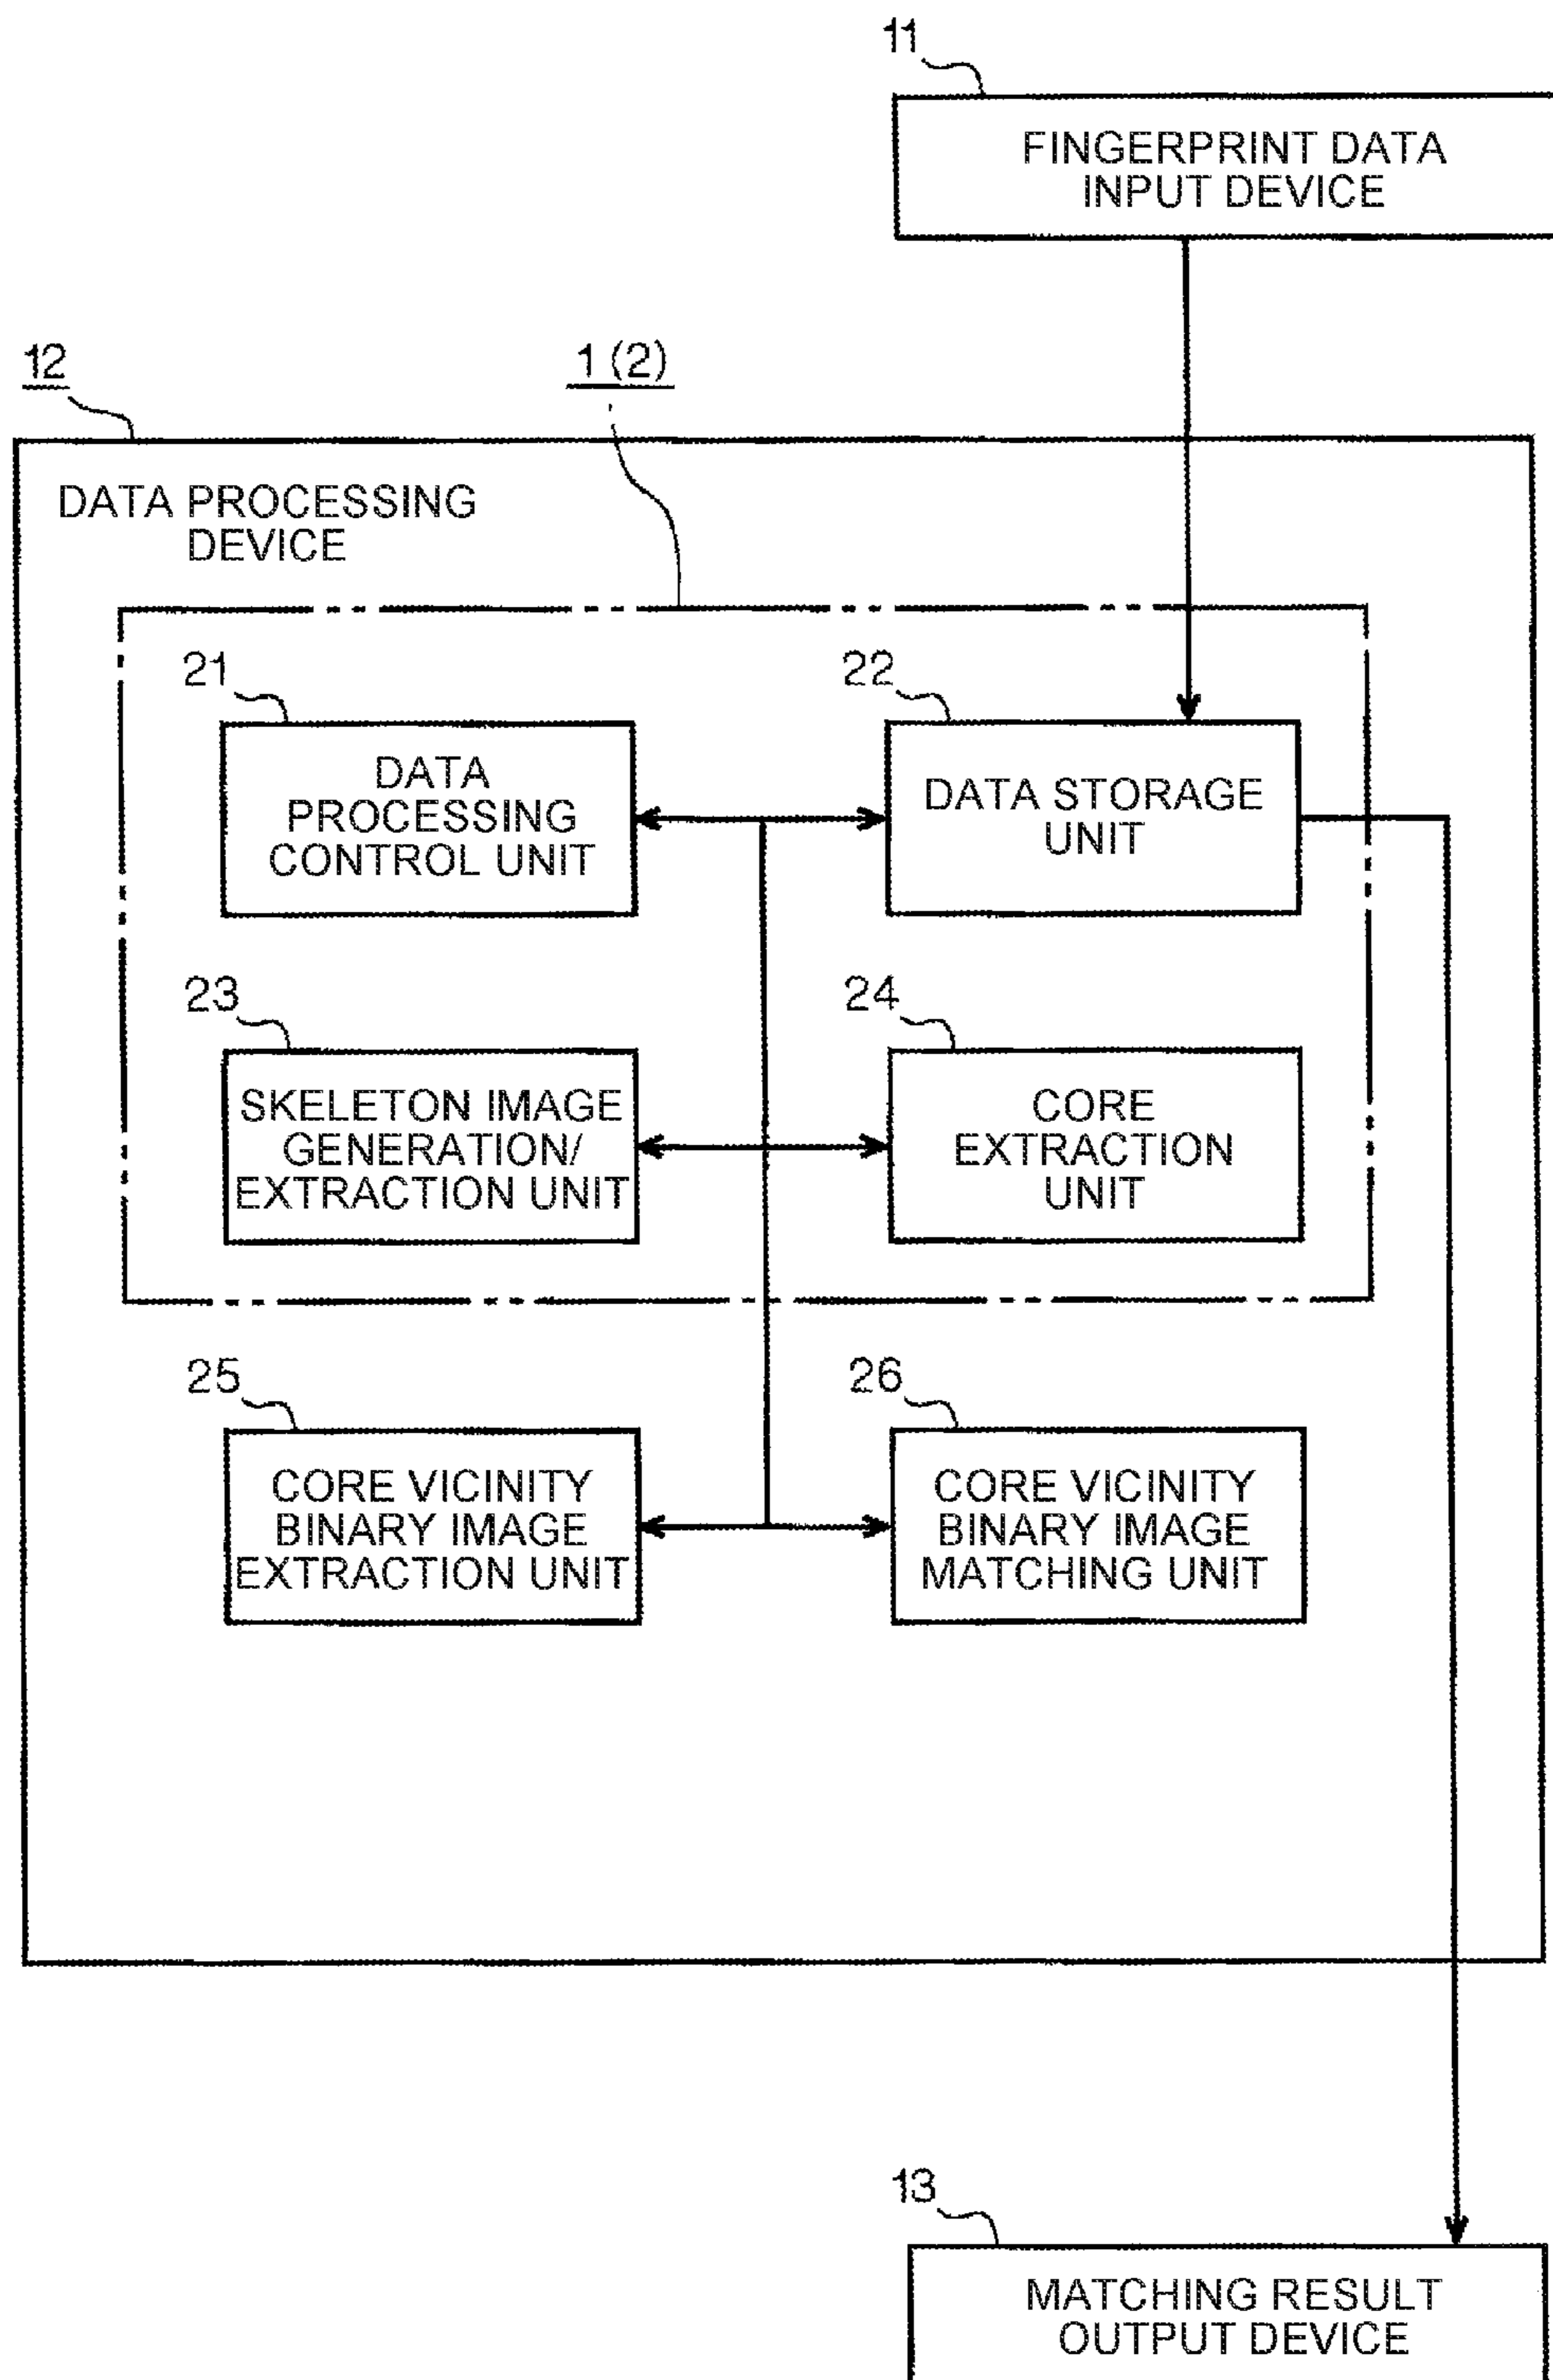 11
FINGERPRINT DATA
INPUT DEVICE
12
1 (2)
DATA PROCESSING
DEVICE
21
DATA
PROCESSING
CONTROL UNIT
22
DATA STORAGE
UNIT
23
SKELETON IMAGE
GENERATION/
EXTRACTION UNIT
24
CORE
EXTRACTION
UNIT
25
CORE VICINITY
BINARY IMAGE
EXTRACTION UNIT
26
CORE VICINITY
BINARY IMAGE
MATCHING UNIT
13
MATCHING RESULT
OUTPUT DEVICE